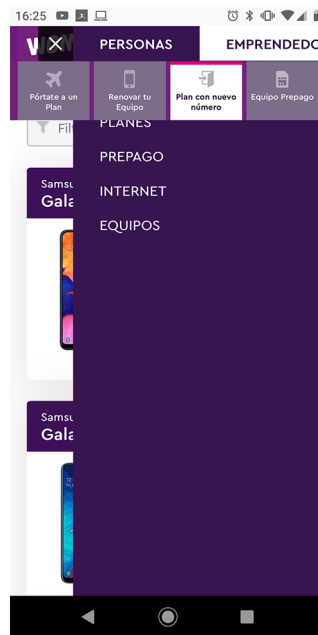 16:25
PERSONAS
EMPRENDEDO
Pórtate a un
Plan
Renovar tu
Equipo
Plan con nuevo
número
Equipo Prepago
Fil
PLANES
PREPAGO
INTERNET
EQUIPOS
Samsu
Gala
Samsu
Gala